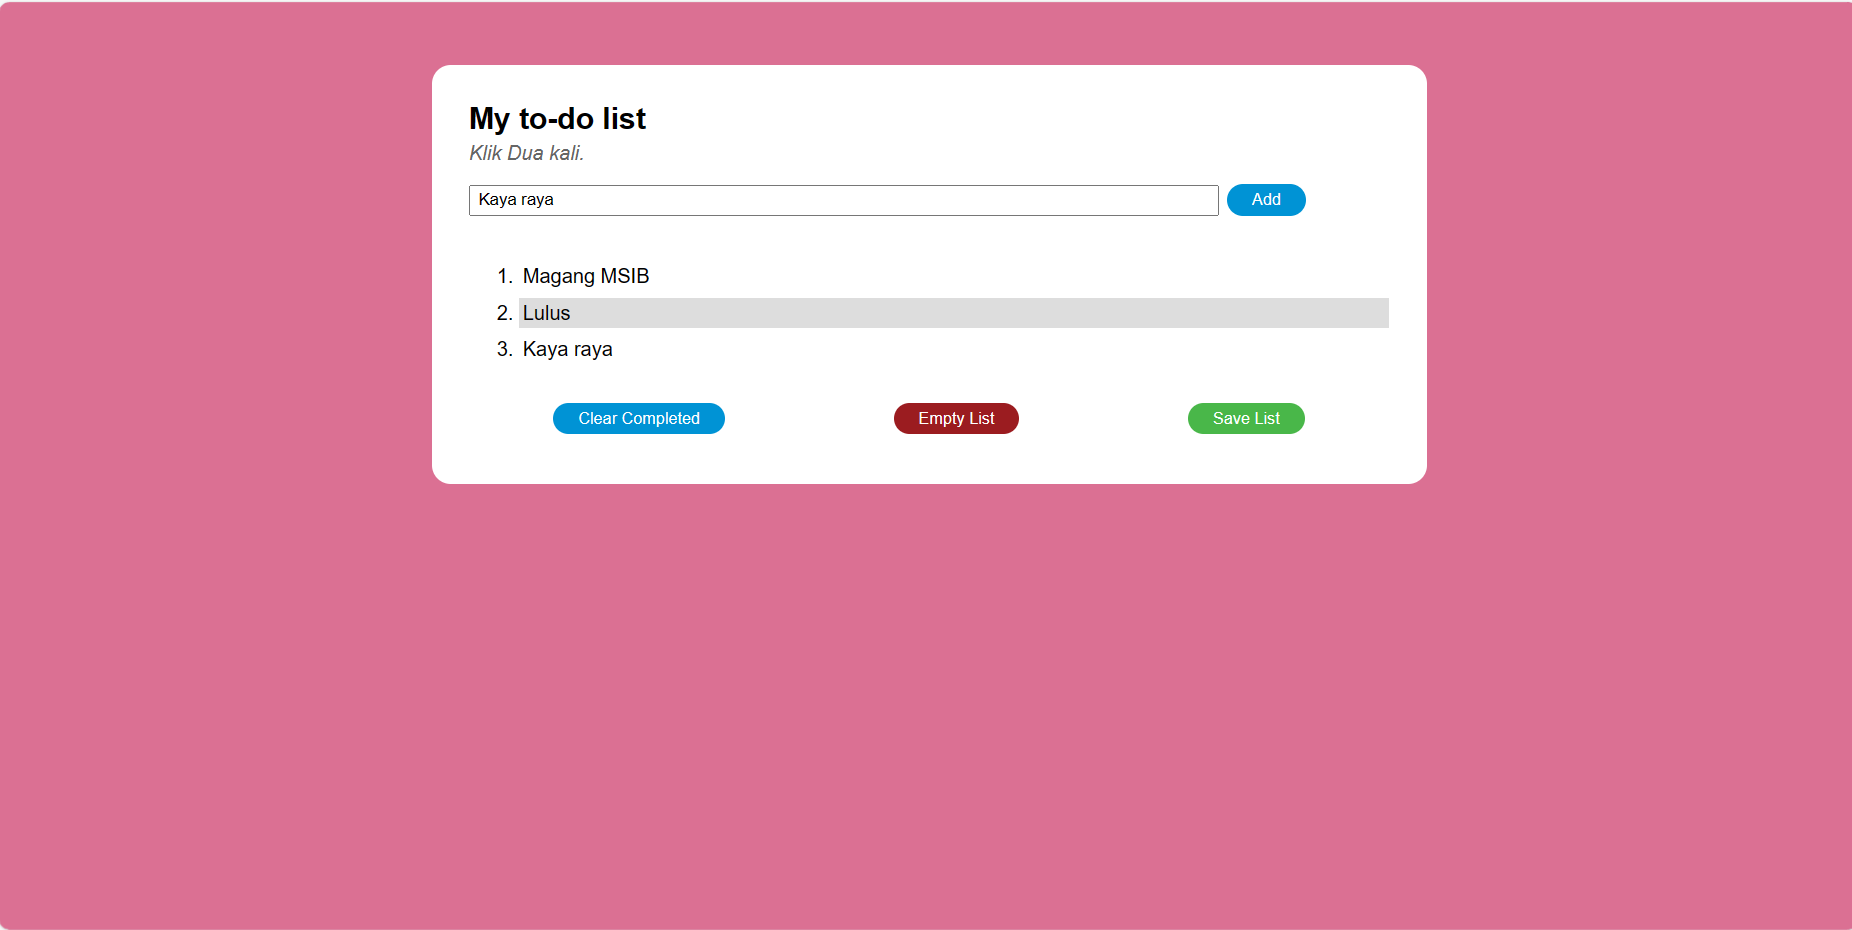 My to-do list
Klik Dua kali.
Kaya raya Add
1. Magang MSIB
2. Lulus
3. Kaya raya
Clear Completed Empty List Save List